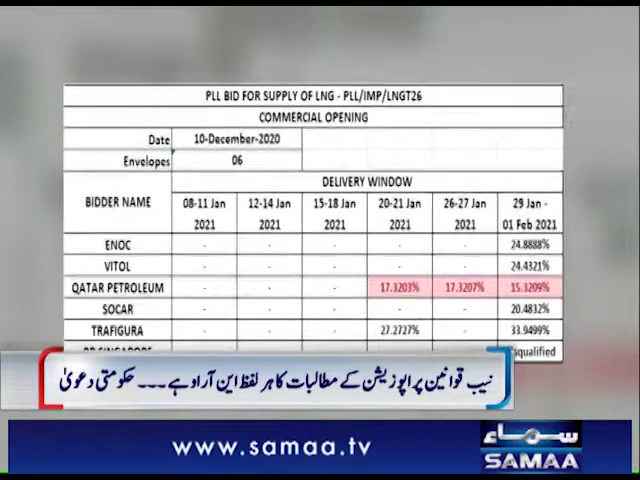 PLL BID FOR SUPPLY OF LNG - PLL/IMP/LNGT26
COMMERCIAL OPENING
Date 10-December-2020
Envelopes 06
BIDDER NAME DELIVERY WINDOW
08-11 Jan 2021 12-14 Jan 2021 15-18 Jan 2021 20-21 Jan 2021 26-27 Jan 2021 29 Jan - 01 Feb 2021
ENOC - - - - - 24.8888%
VITOL - - - - - 24.4321%
QATAR PETROLEUM - - - 17.3203% 17.3207% 15.3209%
SOCAR - - - - - 20.4832%
TRAFIGURA - - - 27.2727% - 33.9499%
نیب قوانین پر اپوزیشن کے مطالبات کا ہر لفظ این آر او ہے ۔۔۔ حکومتی دعویٰ
www.samaa.tv
سماء
SAMAA